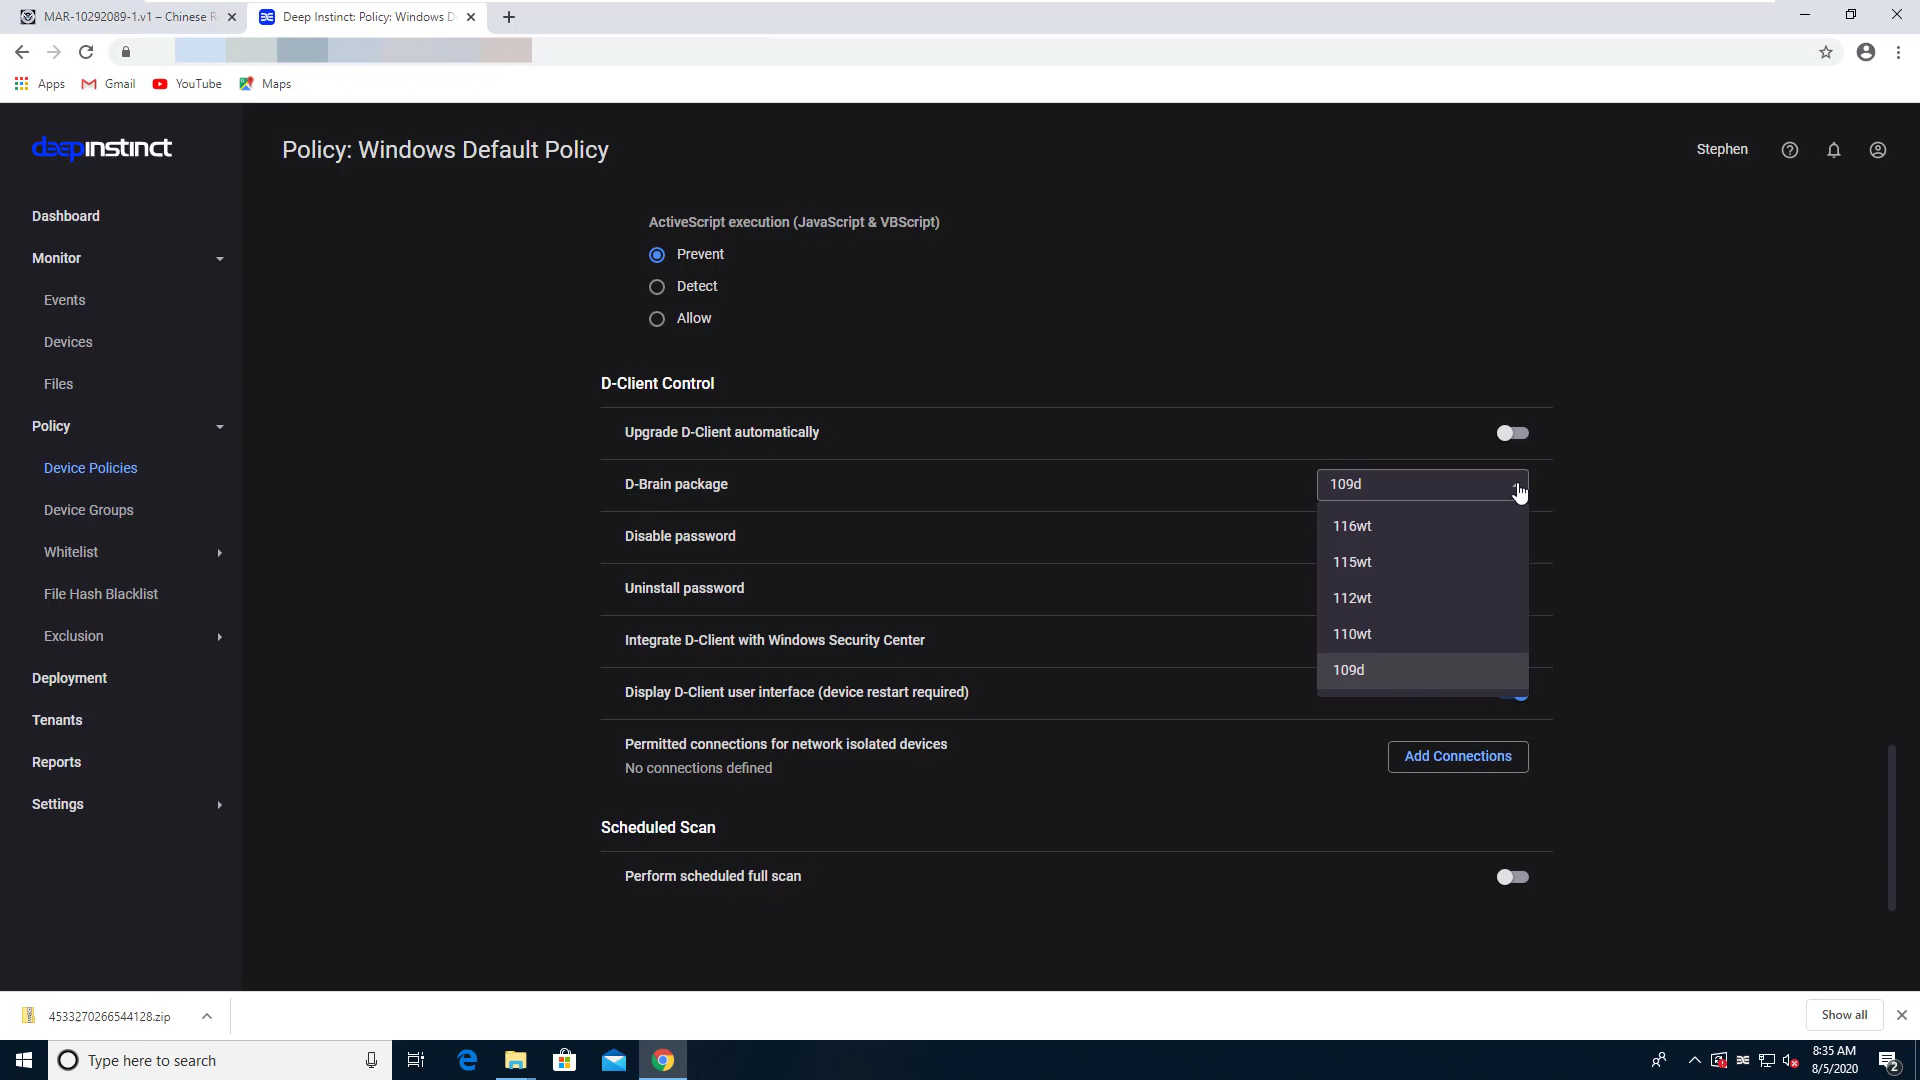 MAR-10292089-1.v1 – Chinese R
Deep Instinct: Policy: Windows D
Apps
Gmail
YouTube
Maps
deepinstinct
Policy: Windows Default Policy
Stephen
Dashboard
Monitor
Events
Devices
Files
Policy
Device Policies
Device Groups
Whitelist
File Hash Blacklist
Exclusion
Deployment
Tenants
Reports
Settings
ActiveScript execution (JavaScript & VBScript)
Prevent
Detect
Allow
D-Client Control
Upgrade D-Client automatically
D-Brain package
109d
116wt
115wt
112wt
110wt
109d
Disable password
Uninstall password
Integrate D-Client with Windows Security Center
Display D-Client user interface (device restart required)
Permitted connections for network isolated devices
No connections defined
Add Connections
Scheduled Scan
Perform scheduled full scan
4533270266544128.zip
Show all
Type here to search
8:35 AM
8/5/2020
2